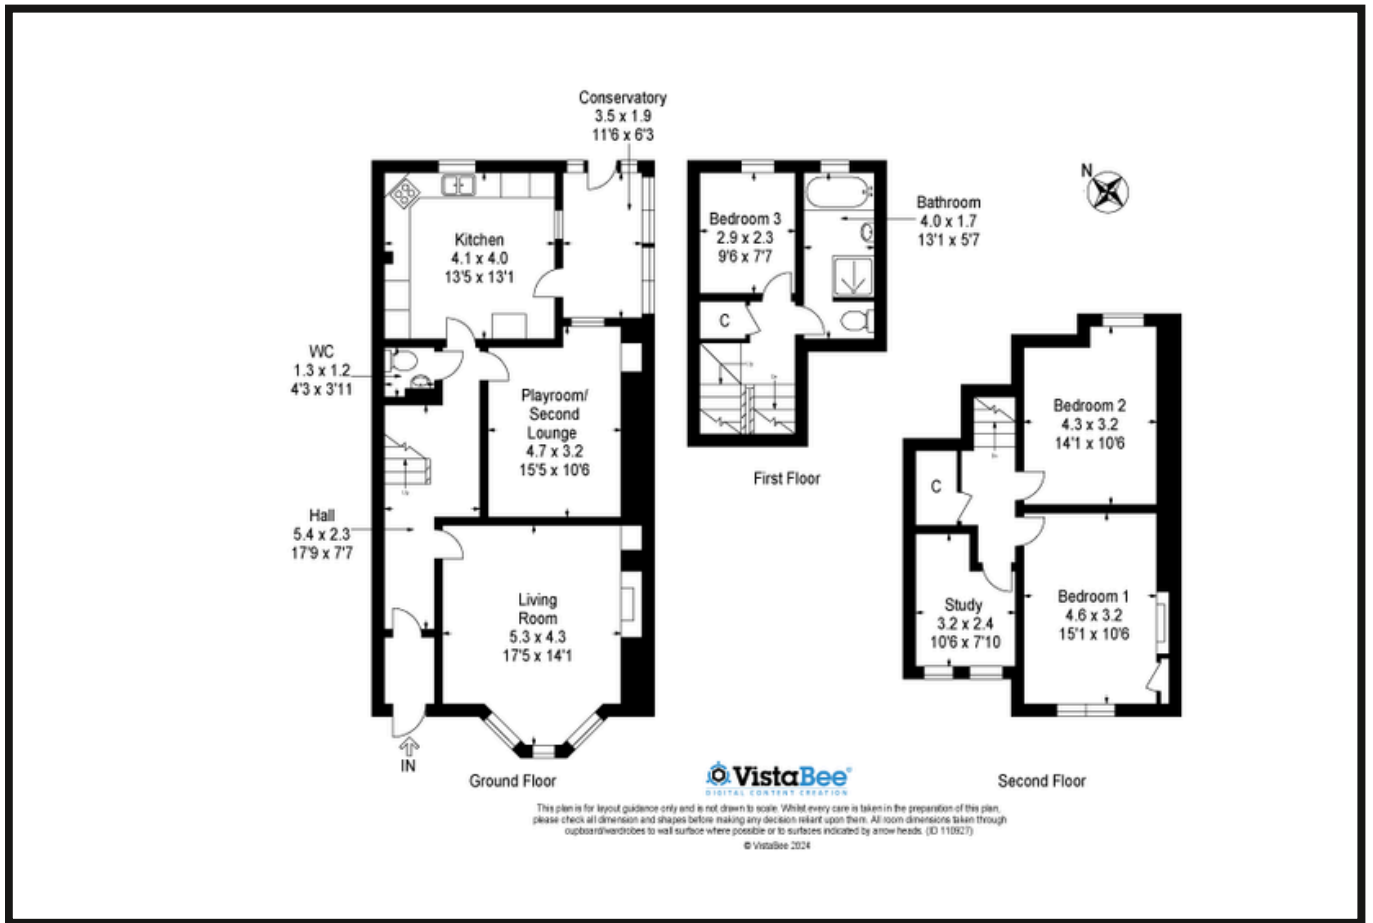 Conservatory
3.5 x 1.9
11'6 x 6'3
Kitchen
4.1 x 4.0
13'5 x 13'1
WC
1.3 x 1.2
4'3 x 3'11
Playroom/
Second
Lounge
4.7 x 3.2
15'5 x 10'6
Hall
5.4 x 2.3
17'9 x 7'7
Living
Room
5.3 x 4.3
17'5 x 14'1
IN
Ground Floor
Bedroom 3
2.9 x 2.3
9'6 x 7'7
Bathroom
4.0 x 1.7
13'1 x 5'7
C
First Floor
N
Bedroom 2
4.3 x 3.2
14'1 x 10'6
C
Study
3.2 x 2.4
10'6 x 7'10
Bedroom 1
4.6 x 3.2
15'1 x 10'6
Second Floor
VistaBee®
DIGITAL CONTENT CREATION
This plan is for layout guidance only and is not drawn to scale. Whilst every care is taken in the preparation of this plan,
please check all dimension and shapes before making any decision reliant upon them. All room dimensions taken through
cupboard/wardrobes to wall surface where possible or to surfaces indicated by arrow heads. (ID 110927)
© VistaBee 2024